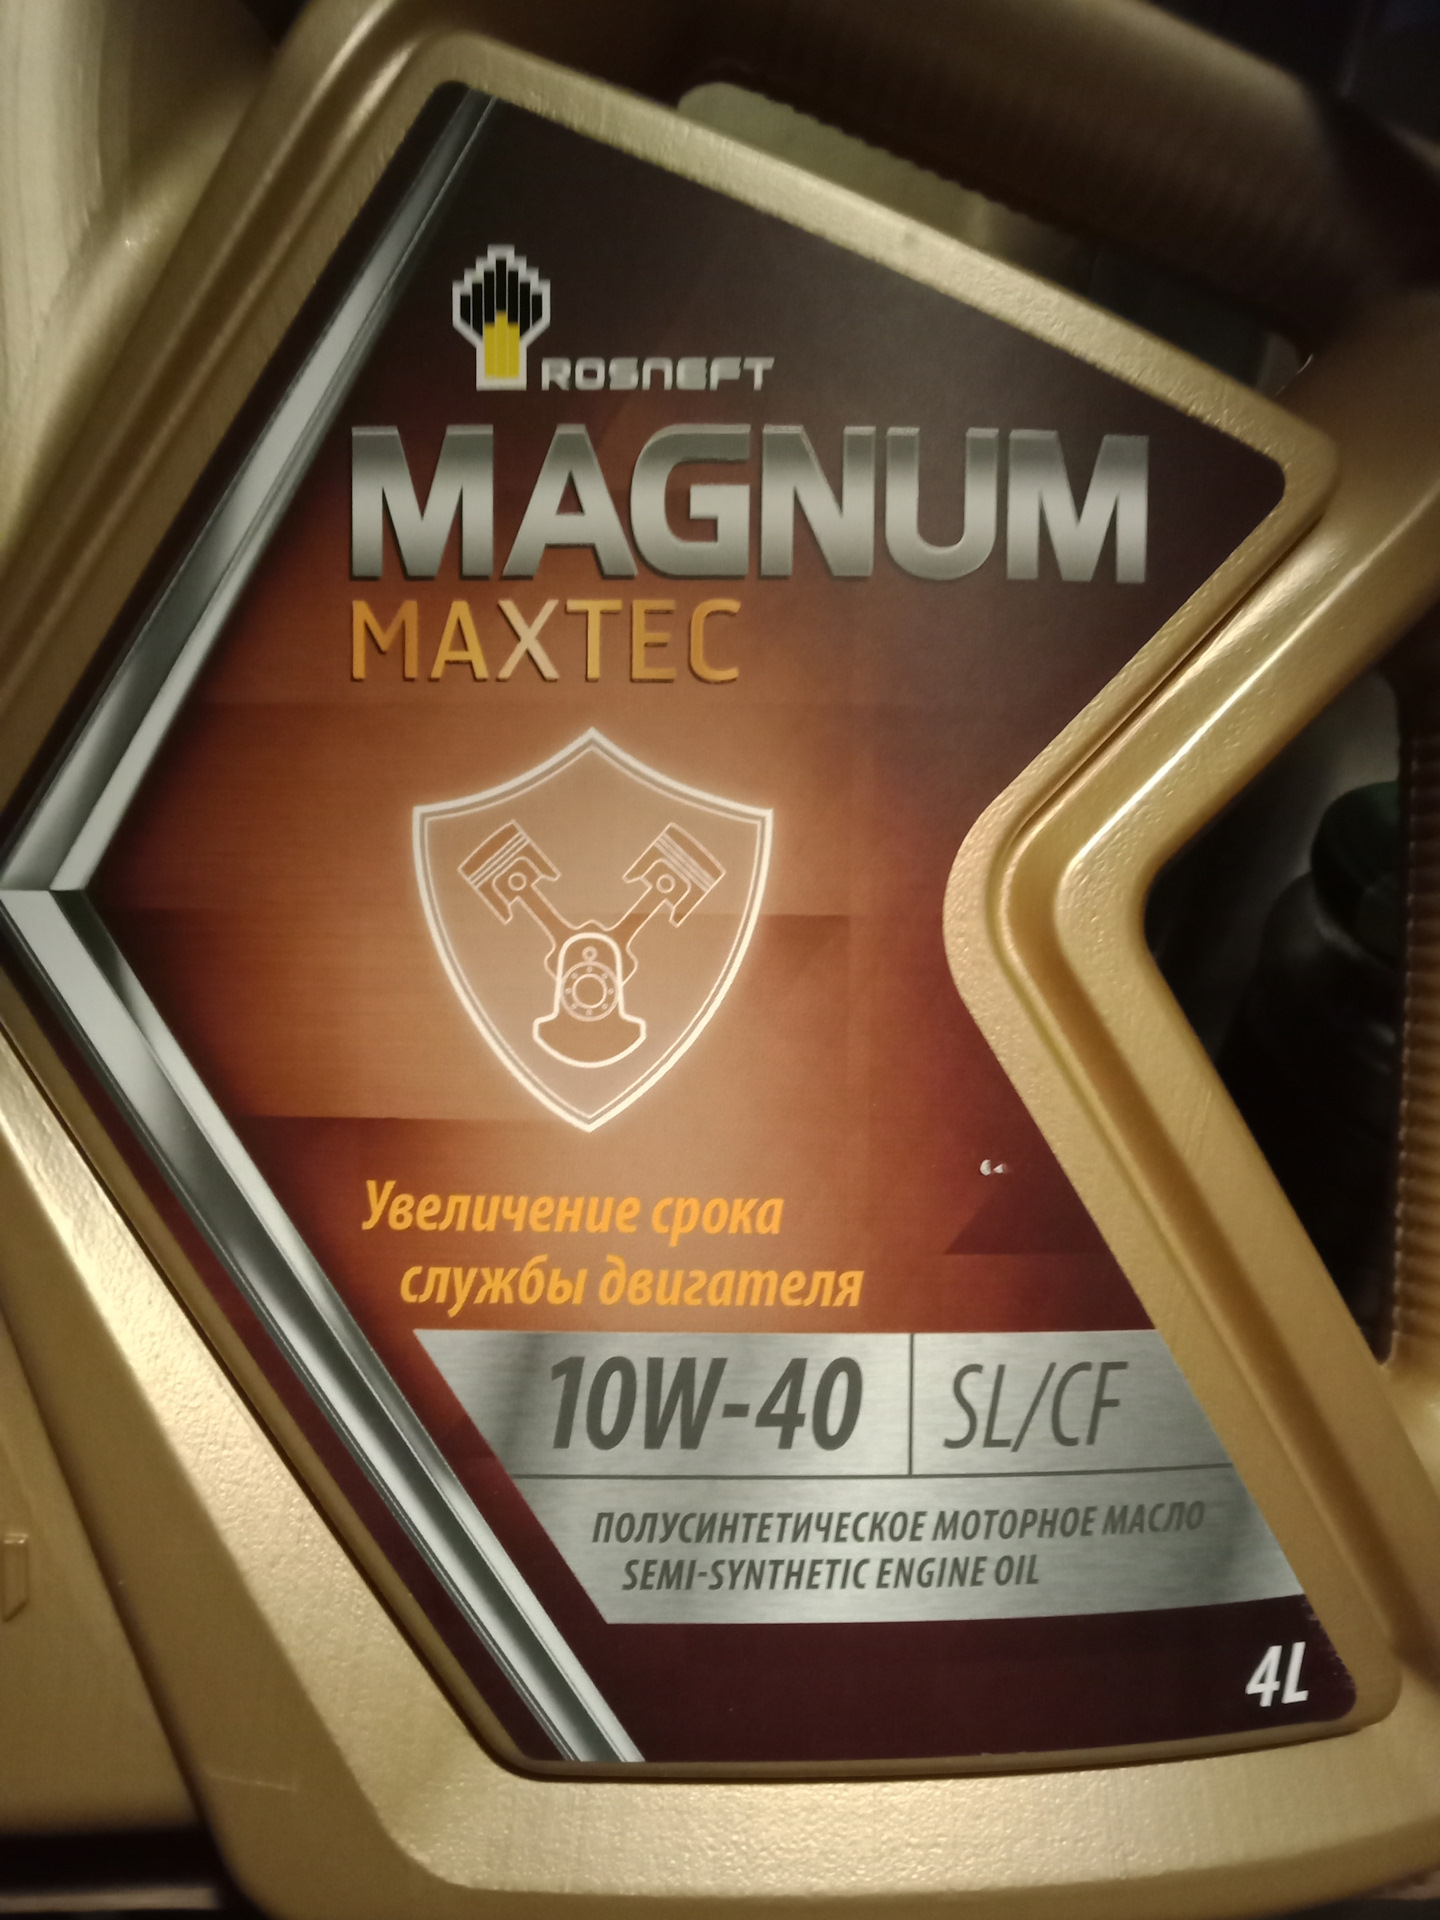 ROSNEFT
MAGNUM
MAXTEC
Увеличение срока
службы двигателя
10W-40 SL/CF
ПОЛУСИНТЕТИЧЕСКОЕ МОТОРНОЕ МАСЛО
SEMI-SYNTHETIC ENGINE OIL
4L